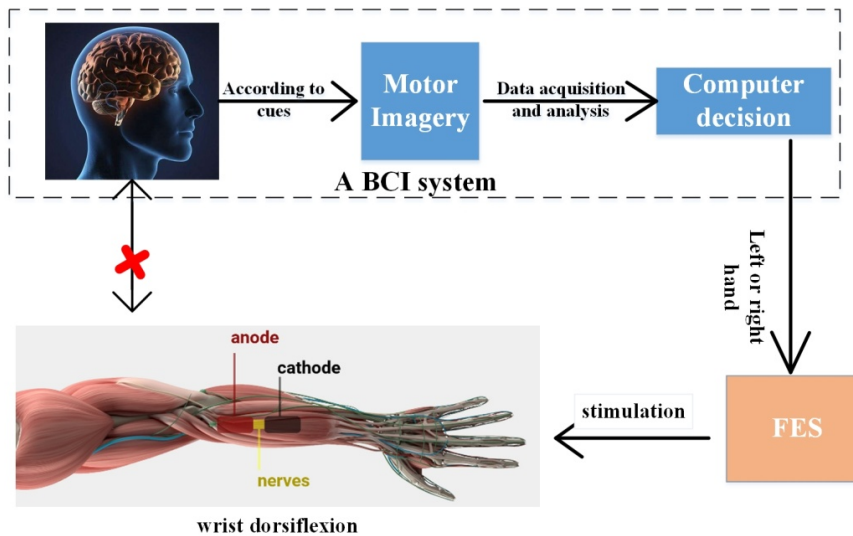 According to
cues
Motor
Imagery
Data acquisition
and analysis
Computer
decision
A BCI system
Left or right
hand
anode
cathode
nerves
stimulation
FES
wrist dorsiflexion